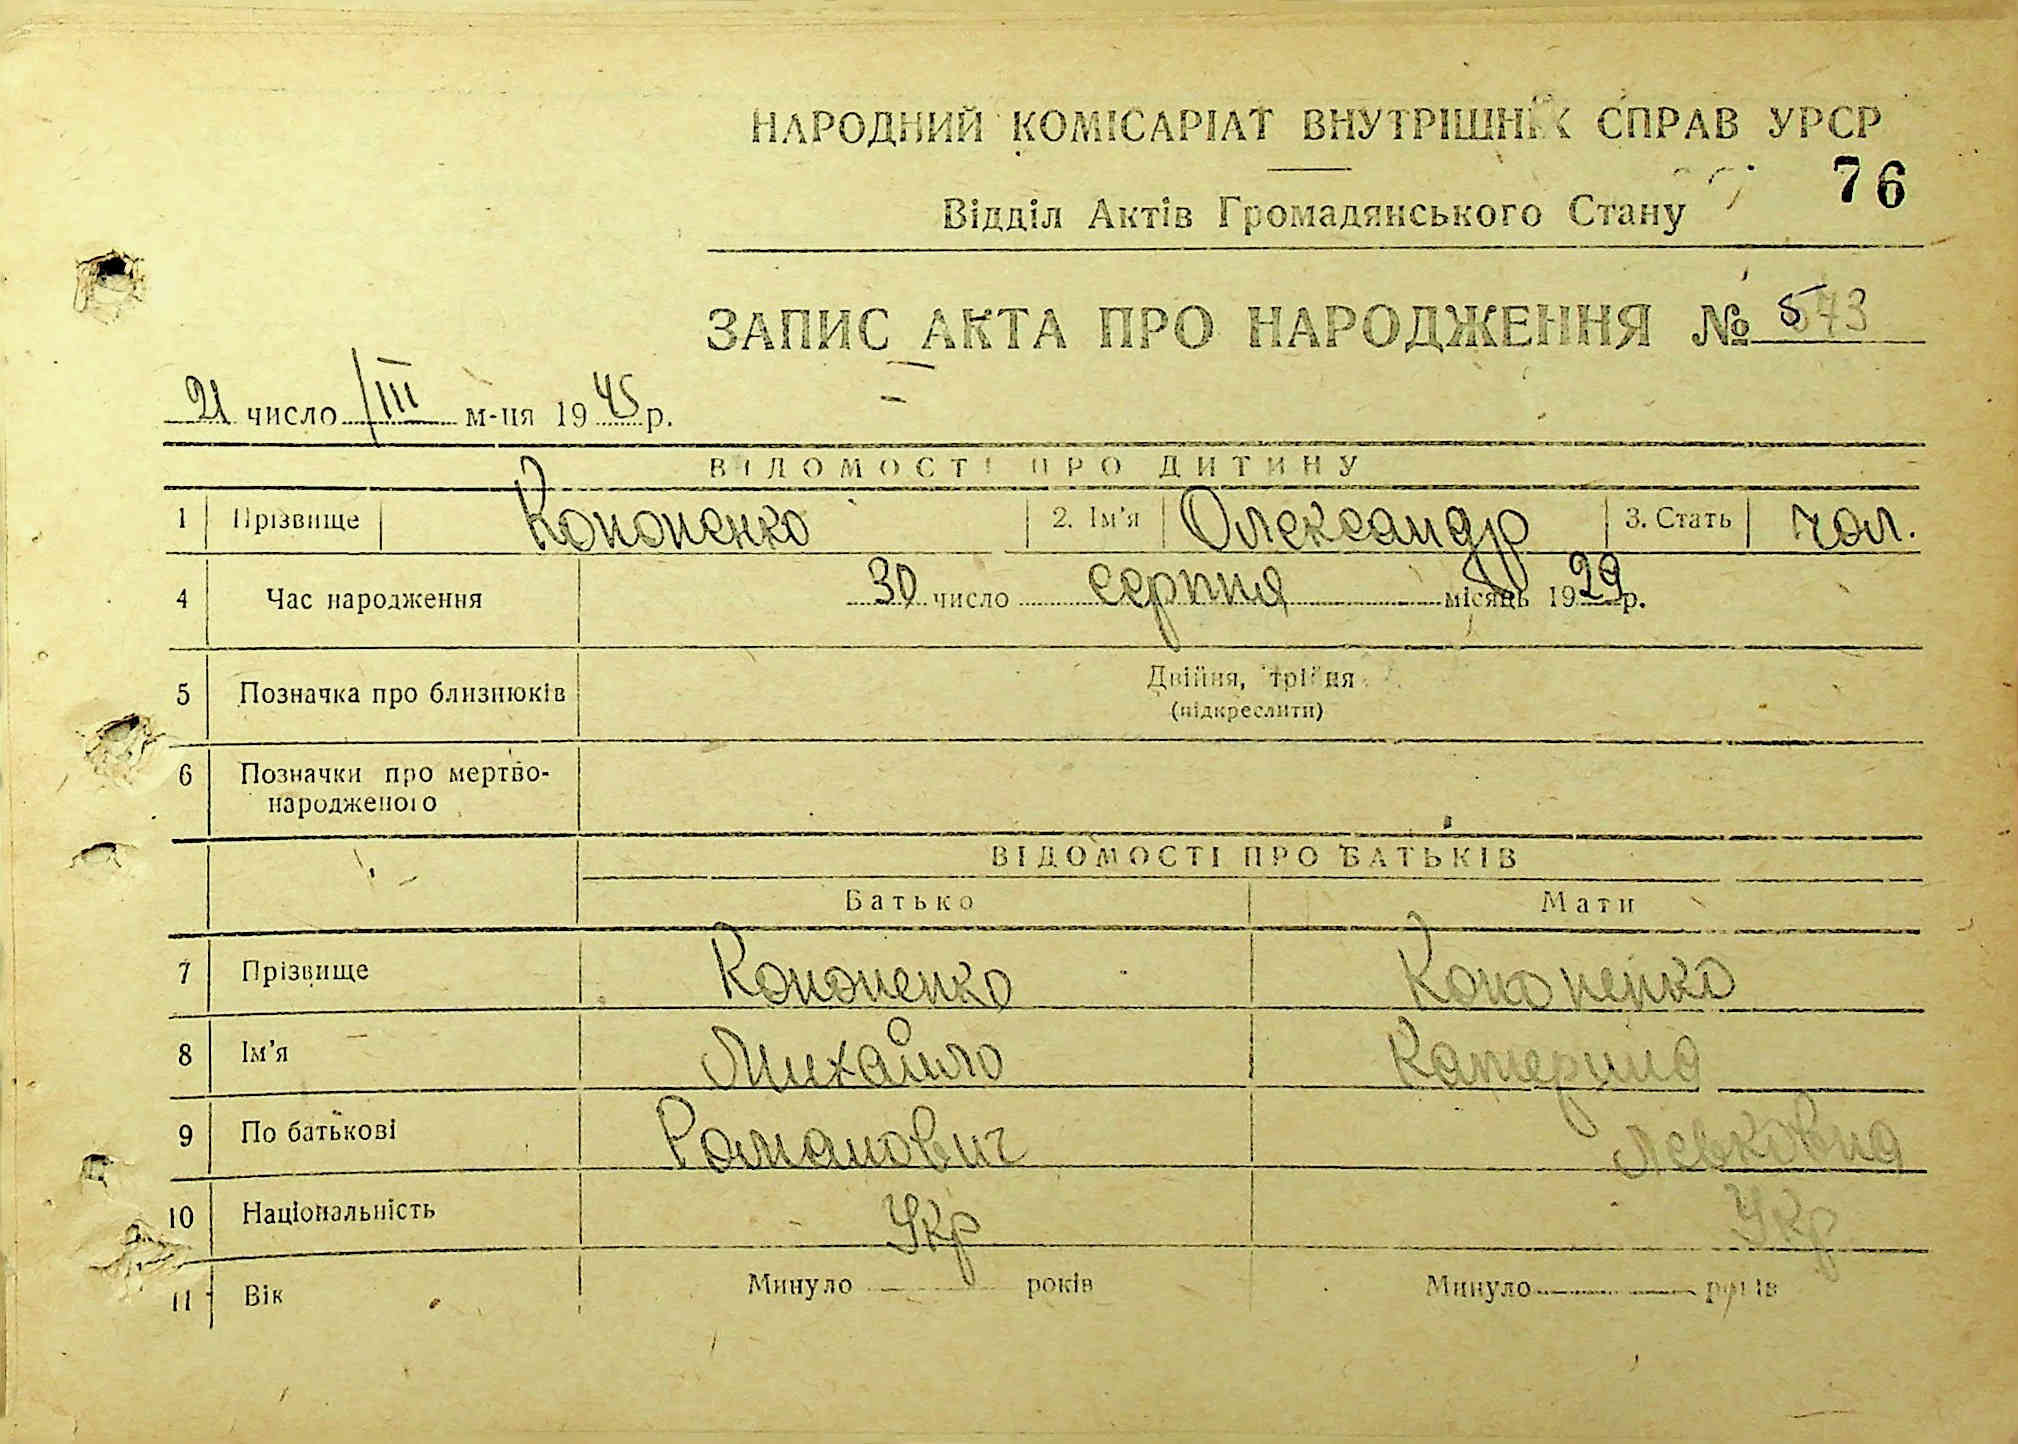 НАРОДНИЙ КОМІСАРІАТ ВНУТРІШНІХ СПРАВ УРСР
76
Відділ Актів Громадянського Стану
ЗАПИС АКТА ПРО НАРОДЖЕННЯ № 573
21 число III м-ця 1945 р.
ВІДОМОСТІ ПРО ДИТИНУ
1 Прізвище Кононенко 2. Ім'я Олександр 3. Стать чол.
4 Час народження 30 число серпня місяць 1929 р.
5 Позначка про близнюків Двійня, трійня
(підкреслити)
6 Позначки про мертво-
народженого
ВІДОМОСТІ ПРО БАТЬКІВ
Батько Мати
7 Прізвище Кононенко Кононенко
8 Ім'я Михайло Катерина
9 По батькові Романович Левковна
10 Національність Укр Укр
11 Вік Минуло років Минуло років